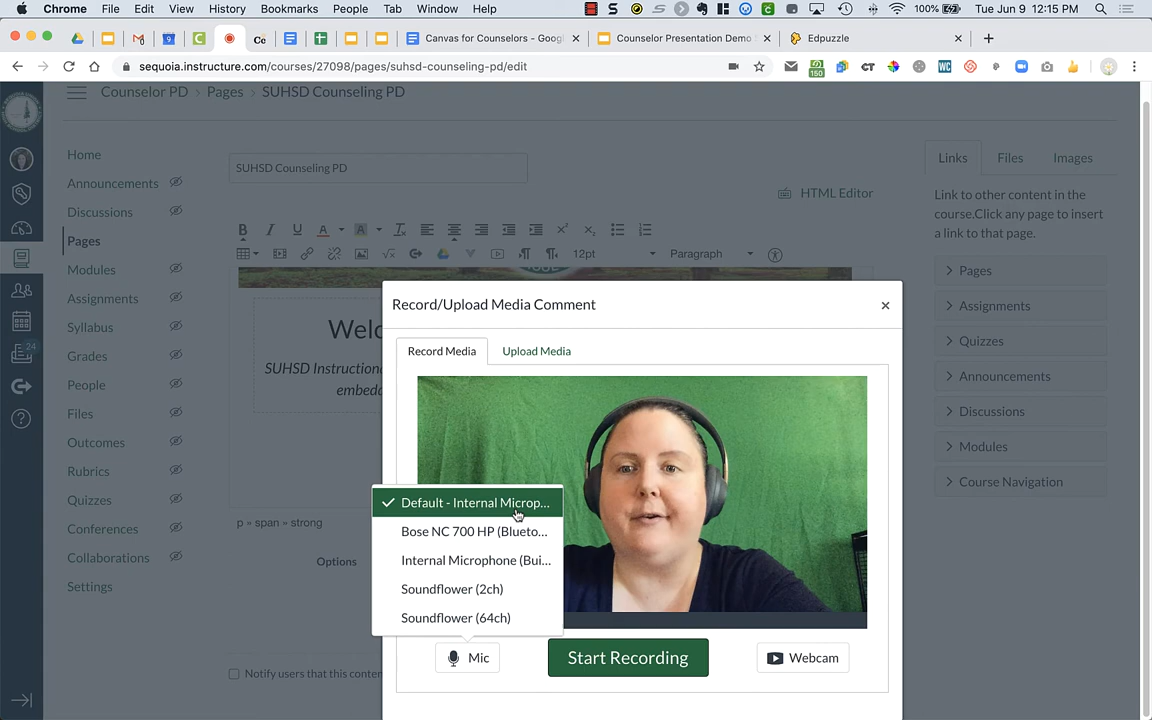 Chrome File Edit View History Bookmarks People Tab Window Help 100% Tue Jun 9 12:15 PM
Canvas for Counselors - Googl Counselor Presentation Demo S Edpuzzle
sequoia.instructure.com/courses/27098/pages/suhsd-counseling-pd/edit
Counselor PD > Pages > SUHSD Counseling PD
Home
Announcements
Discussions
Pages
Modules
Assignments
Syllabus
Grades
People
Files
Outcomes
Rubrics
Quizzes
Conferences
Collaborations
Settings
24
SUHSD Counseling PD
HTML Editor
12pt Paragraph
Welc
SUHSD Instructiona
embed
p » span » strong
Options
Notify users that this conten
Links Files Images
Link to other content in the
course.Click any page to insert
a link to that page.
Pages
Assignments
Quizzes
Announcements
Discussions
Modules
Course Navigation
Record/Upload Media Comment
Record Media Upload Media
Default - Internal Microp...
Bose NC 700 HP (Blueto...
Internal Microphone (Bui...
Soundflower (2ch)
Soundflower (64ch)
Mic Start Recording Webcam